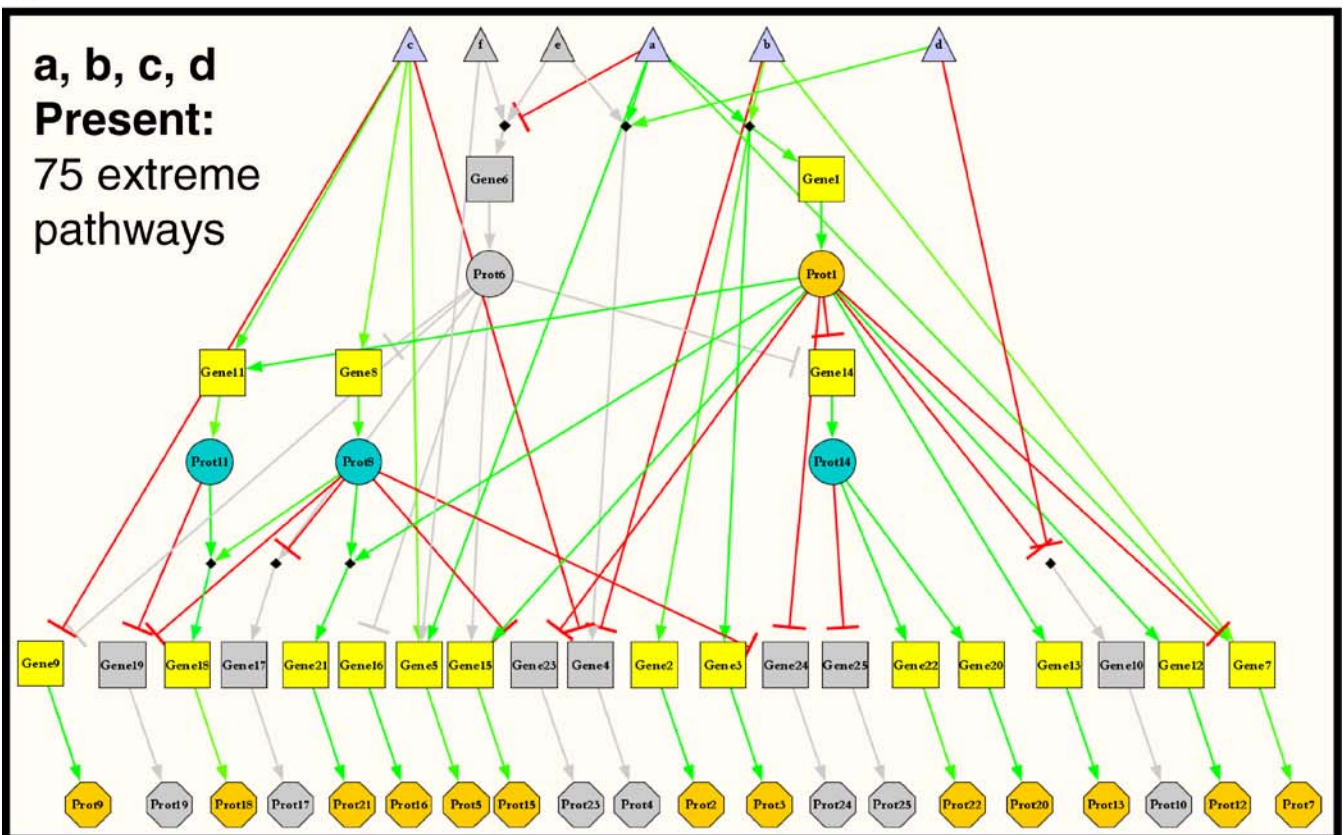 a, b, c, d
Present:
75 extreme
pathways
c f e a b d
Gene6 Gene1
Prot6 Prot1
Gene11 Gene8 Gene14
Prot11 Prot8 Prot14
Gene9 Gene19 Gene18 Gene17 Gene21 Gene16 Gene5 Gene15 Gene23 Gene4 Gene2 Gene3 Gene24 Gene25 Gene22 Gene20 Gene13 Gene10 Gene12 Gene7
Prot9 Prot19 Prot18 Prot17 Prot21 Prot16 Prot5 Prot15 Prot23 Prot4 Prot2 Prot3 Prot24 Prot25 Prot22 Prot20 Prot13 Prot10 Prot12 Prot7